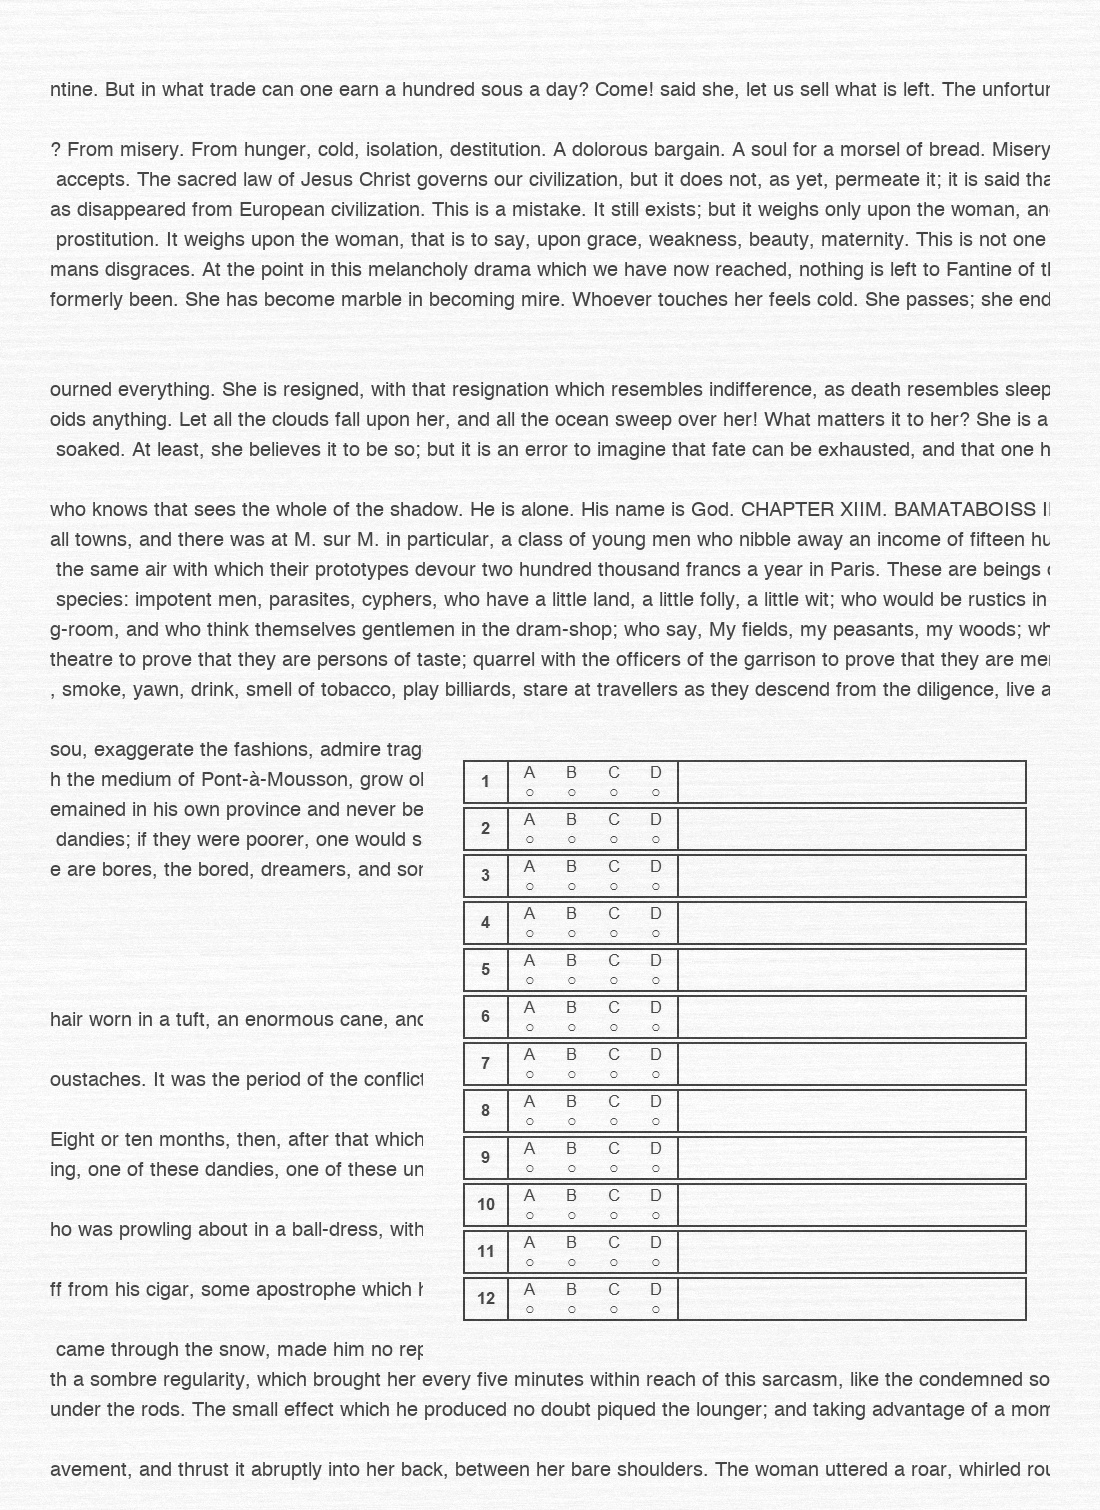 ntine. But in what trade can one earn a hundred sous a day? Come! said she, let us sell what is left. The
? From misery. From hunger, cold, isolation, destitution. A dolorous bargain. A soul for a morsel of bread. Misery
accepts. The sacred law of Jesus Christ governs our civilization, but it does not, as yet, permeate it; it is said
as disappeared from European civilization. This is a mistake. It still exists; but it weighs only upon the woman,
prostitution. It weighs upon the woman, that is to say, upon grace, weakness, beauty, maternity. This is not one
mans disgraces. At the point in this melancholy drama which we have now reached, nothing is left to Fantine of
formerly been. She has become marble in becoming mire. Whoever touches her feels cold. She passes; she end
ourned everything. She is resigned, with that resignation which resembles indifference, as death resembles sleep
oids anything. Let all the clouds fall upon her, and all the ocean sweep over her! What matters it to her? She is a
soaked. At least, she believes it to be so; but it is an error to imagine that fate can be exhausted, and that one h
who knows that sees the whole of the shadow. He is alone. His name is God. CHAPTER XIIM. BAMATABOISS
all towns, and there was at M. sur M. in particular, a class of young men who nibble away an income of fifteen hu
the same air with which their prototypes devour two hundred thousand francs a year in Paris. These are beings
species: impotent men, parasites, cyphers, who have a little land, a little folly, a little wit; who would be rustics in
g-room, and who think themselves gentlemen in the dram-shop; who say, My fields, my peasants, my woods; wh
theatre to prove that they are persons of taste; quarrel with the officers of the garrison to prove that they are
, smoke, yawn, drink, smell of tobacco, play billiards, stare at travellers as they descend from the diligence, live a
sou, exaggerate the fashions, admire trag
h the medium of Pont-à-Mousson, grow ol
emained in his own province and never be
dandies; if they were poorer, one would s
e are bores, the bored, dreamers, and
hair worn in a tuft, an enormous cane,
oustaches. It was the period of the conflict
Eight or ten months, then, after that which
ing, one of these dandies, one of these un
ho was prowling about in a ball-dress, with
ff from his cigar, some apostrophe which
came through the snow, made him no rep
1 A B C D
2 A B C D
3 A B C D
4 A B C D
5 A B C D
6 A B C D
7 A B C D
8 A B C D
9 A B C D
10 A B C D
11 A B C D
12 A B C D
th a sombre regularity, which brought her every five minutes within reach of this sarcasm, like the condemned so
under the rods. The small effect which he produced no doubt piqued the lounger; and taking advantage of a
avement, and thrust it abruptly into her back, between her bare shoulders. The woman uttered a roar, whirled